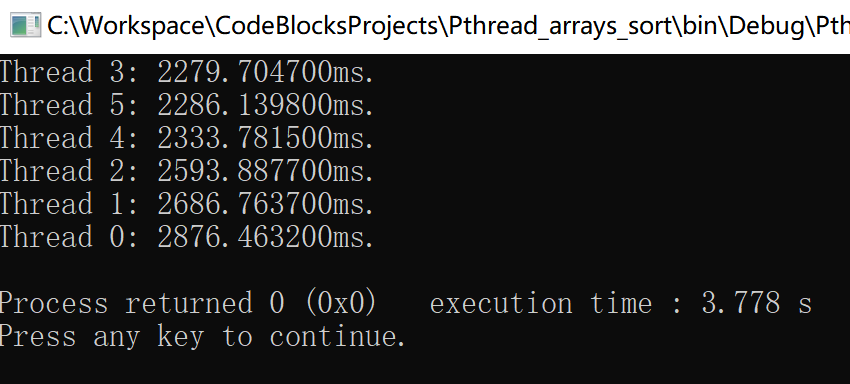 C:\Workspace\CodeBlocksProjects\Pthread_arrays_sort\bin\Debug\Pth
Thread 3: 2279.704700ms.
Thread 5: 2286.139800ms.
Thread 4: 2333.781500ms.
Thread 2: 2593.887700ms.
Thread 1: 2686.763700ms.
Thread 0: 2876.463200ms.
Process returned 0 (0x0)   execution time : 3.778 s
Press any key to continue.